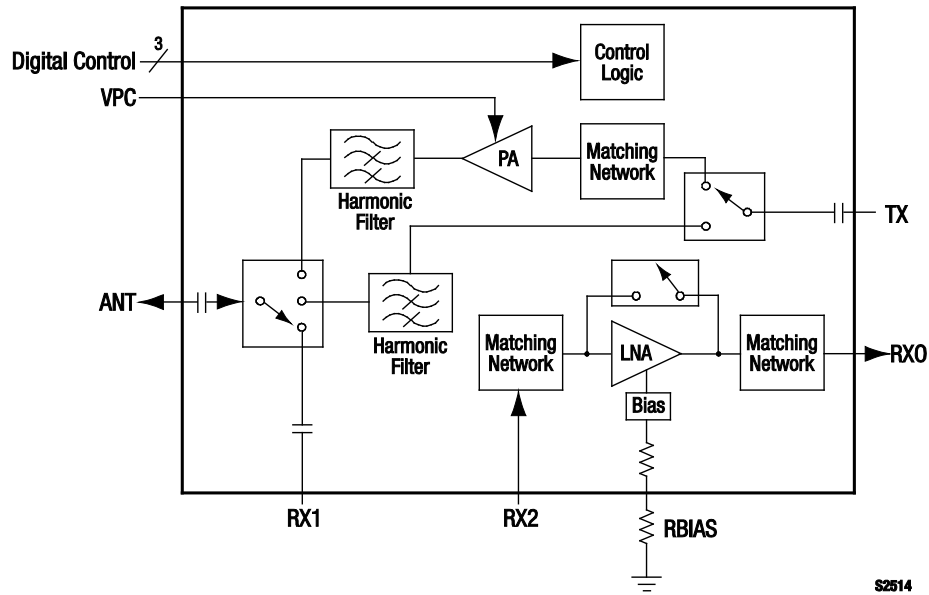 3
Digital Control
Control
Logic
VPC
PA
Matching
Network
Harmonic
Filter
TX
ANT
Harmonic
Filter
Matching
Network
LNA
Matching
Network
RXO
Bias
RX1
RX2
RBIAS
S2514